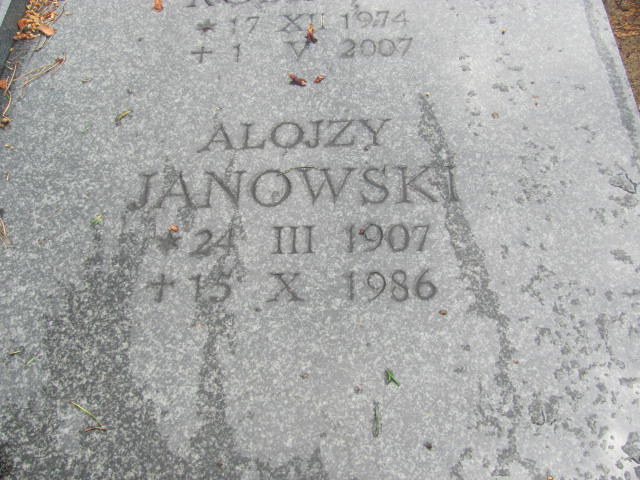 * 17 XII 1974
+ 1 V 2007
ALOJZY
JANOWSKI
* 24 III 1907
+ 15 X 1986